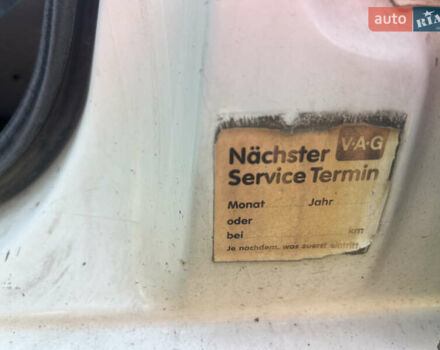 auto RIA
V·A·G
Nächster
Service Termin
Monat Jahr
oder
bei km
Je nachdem, was zuerst eintritt